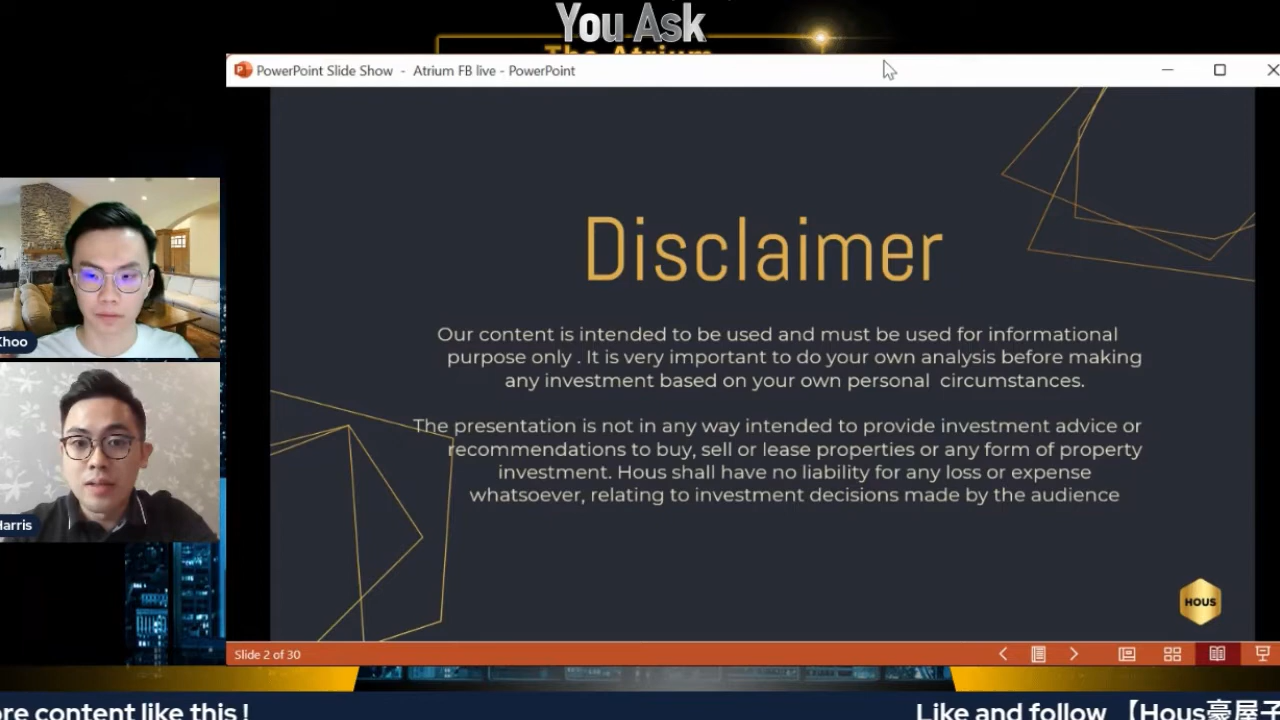 You Ask
The Atrium
PowerPoint Slide Show - Atrium FB live - PowerPoint
Disclaimer
Our content is intended to be used and must be used for informational
purpose only . It is very important to do your own analysis before making
any investment based on your own personal circumstances.
The presentation is not in any way intended to provide investment advice or
recommendations to buy, sell or lease properties or any form of property
investment. Hous shall have no liability for any loss or expense
whatsoever, relating to investment decisions made by the audience
Khoo
Harris
HOUS
Slide 2 of 30
re content like this !
Like and follow 【Hous豪屋子